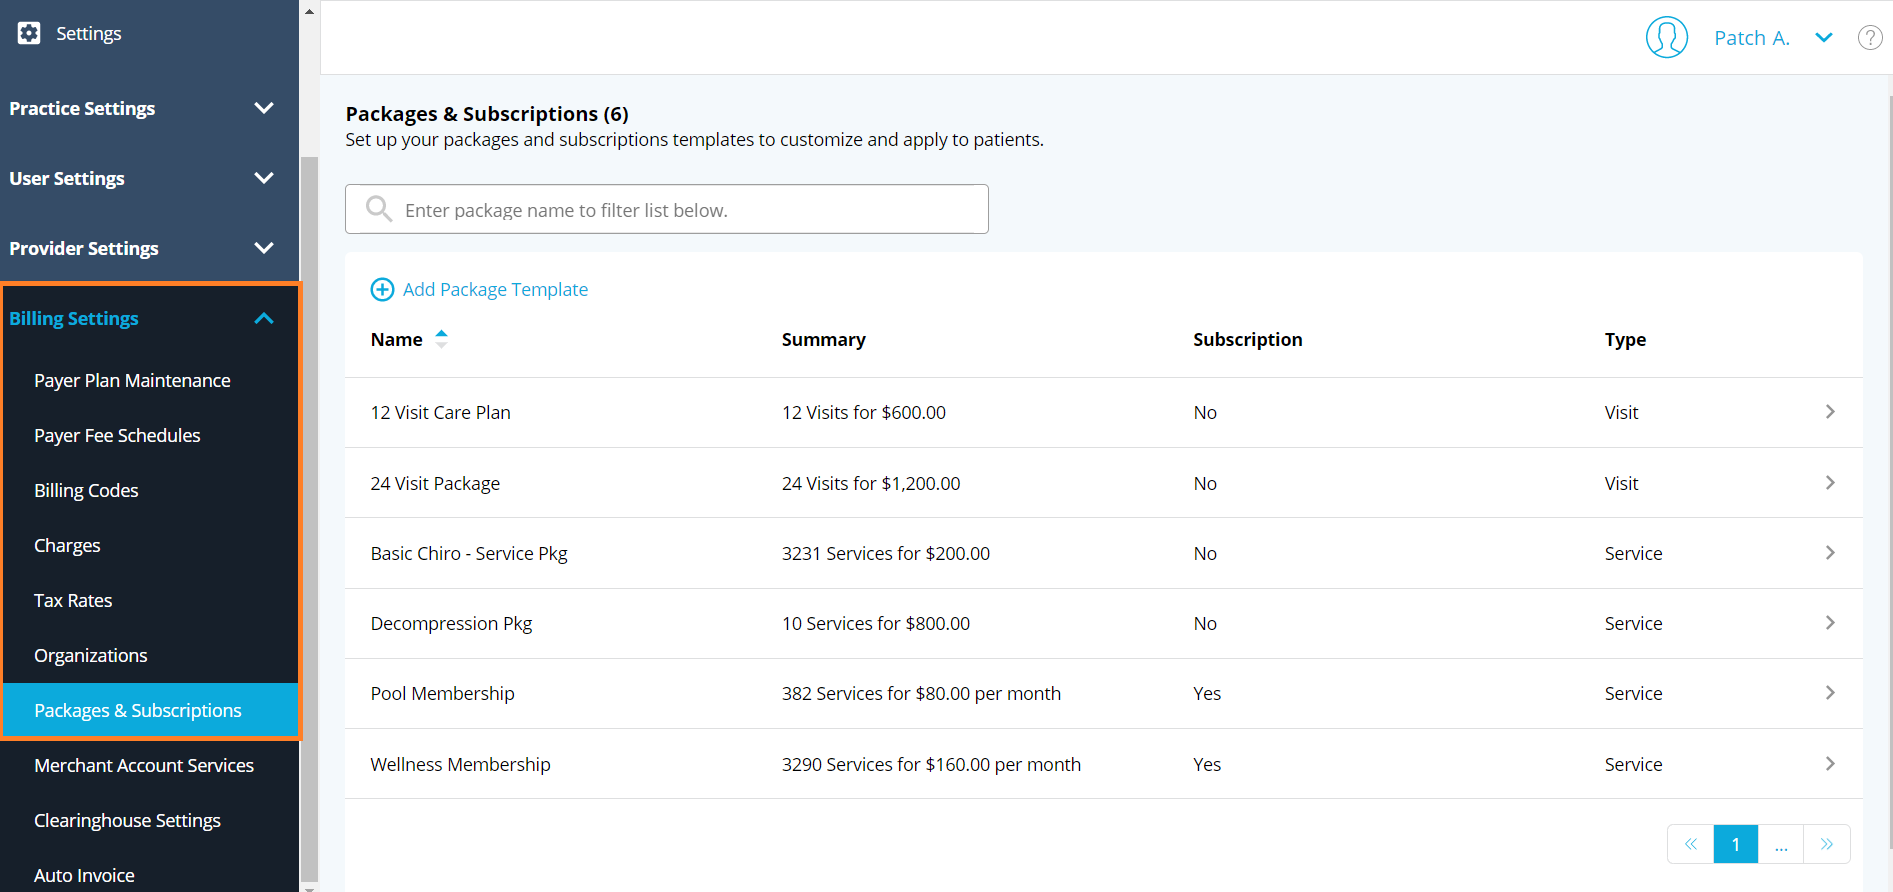 Settings
Practice Settings
User Settings
Provider Settings
Billing Settings
Payer Plan Maintenance
Payer Fee Schedules
Billing Codes
Charges
Tax Rates
Organizations
Packages & Subscriptions
Merchant Account Services
Clearinghouse Settings
Auto Invoice
Patch A.
?
Packages & Subscriptions (6)
Set up your packages and subscriptions templates to customize and apply to patients.
Enter package name to filter list below.
Add Package Template
Name Summary Subscription Type
12 Visit Care Plan 12 Visits for $600.00 No Visit
24 Visit Package 24 Visits for $1,200.00 No Visit
Basic Chiro - Service Pkg 3231 Services for $200.00 No Service
Decompression Pkg 10 Services for $800.00 No Service
Pool Membership 382 Services for $80.00 per month Yes Service
Wellness Membership 3290 Services for $160.00 per month Yes Service
« 1 ... »